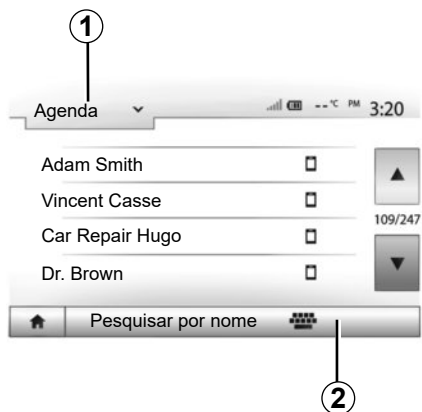 1
Agenda --°C PM 3:20
Adam Smith
Vincent Casse
109/247
Car Repair Hugo
Dr. Brown
Pesquisar por nome
2